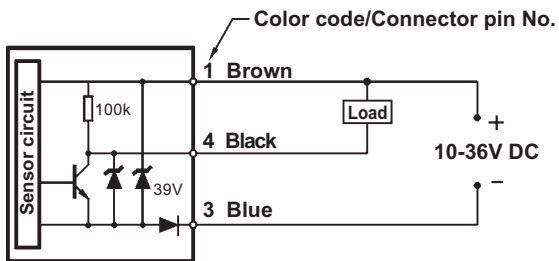 Color code/Connector pin No.
1 Brown
Sensor circuit
100k
Load
+
4 Black
10-36V DC
39V
−
3 Blue